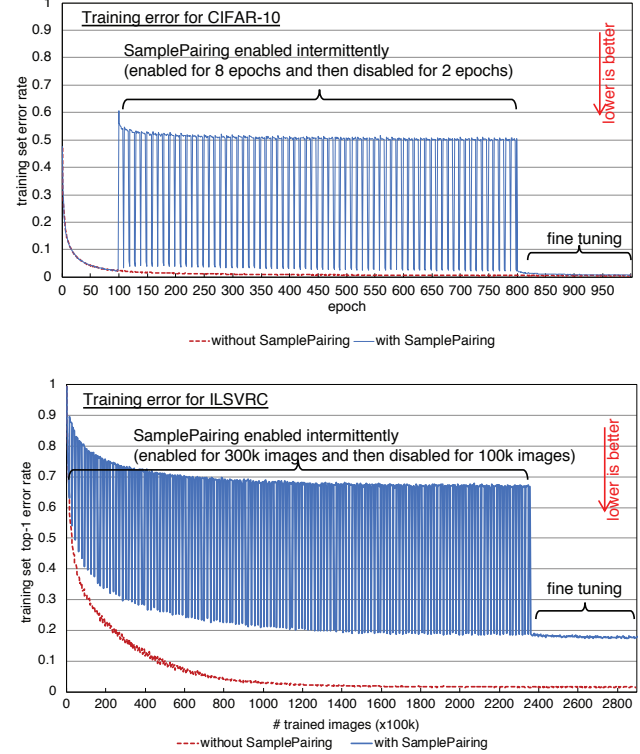 Training error for CIFAR-10
SamplePairing enabled intermittently
(enabled for 8 epochs and then disabled for 2 epochs)
lower is better
training set error rate
1
0.9
0.8
0.7
0.6
0.5
0.4
0.3
0.2
0.1
0
fine tuning
0 50 100 150 200 250 300 350 400 450 500 550 600 650 700 750 800 850 900 950
epoch
without SamplePairing with SamplePairing
Training error for ILSVRC
SamplePairing enabled intermittently
(enabled for 300k images and then disabled for 100k images)
lower is better
training set top-1 error rate
1
0.9
0.8
0.7
0.6
0.5
0.4
0.3
0.2
0.1
0
fine tuning
0 200 400 600 800 1000 1200 1400 1600 1800 2000 2200 2400 2600 2800
# trained images (x100k)
without SamplePairing with SamplePairing